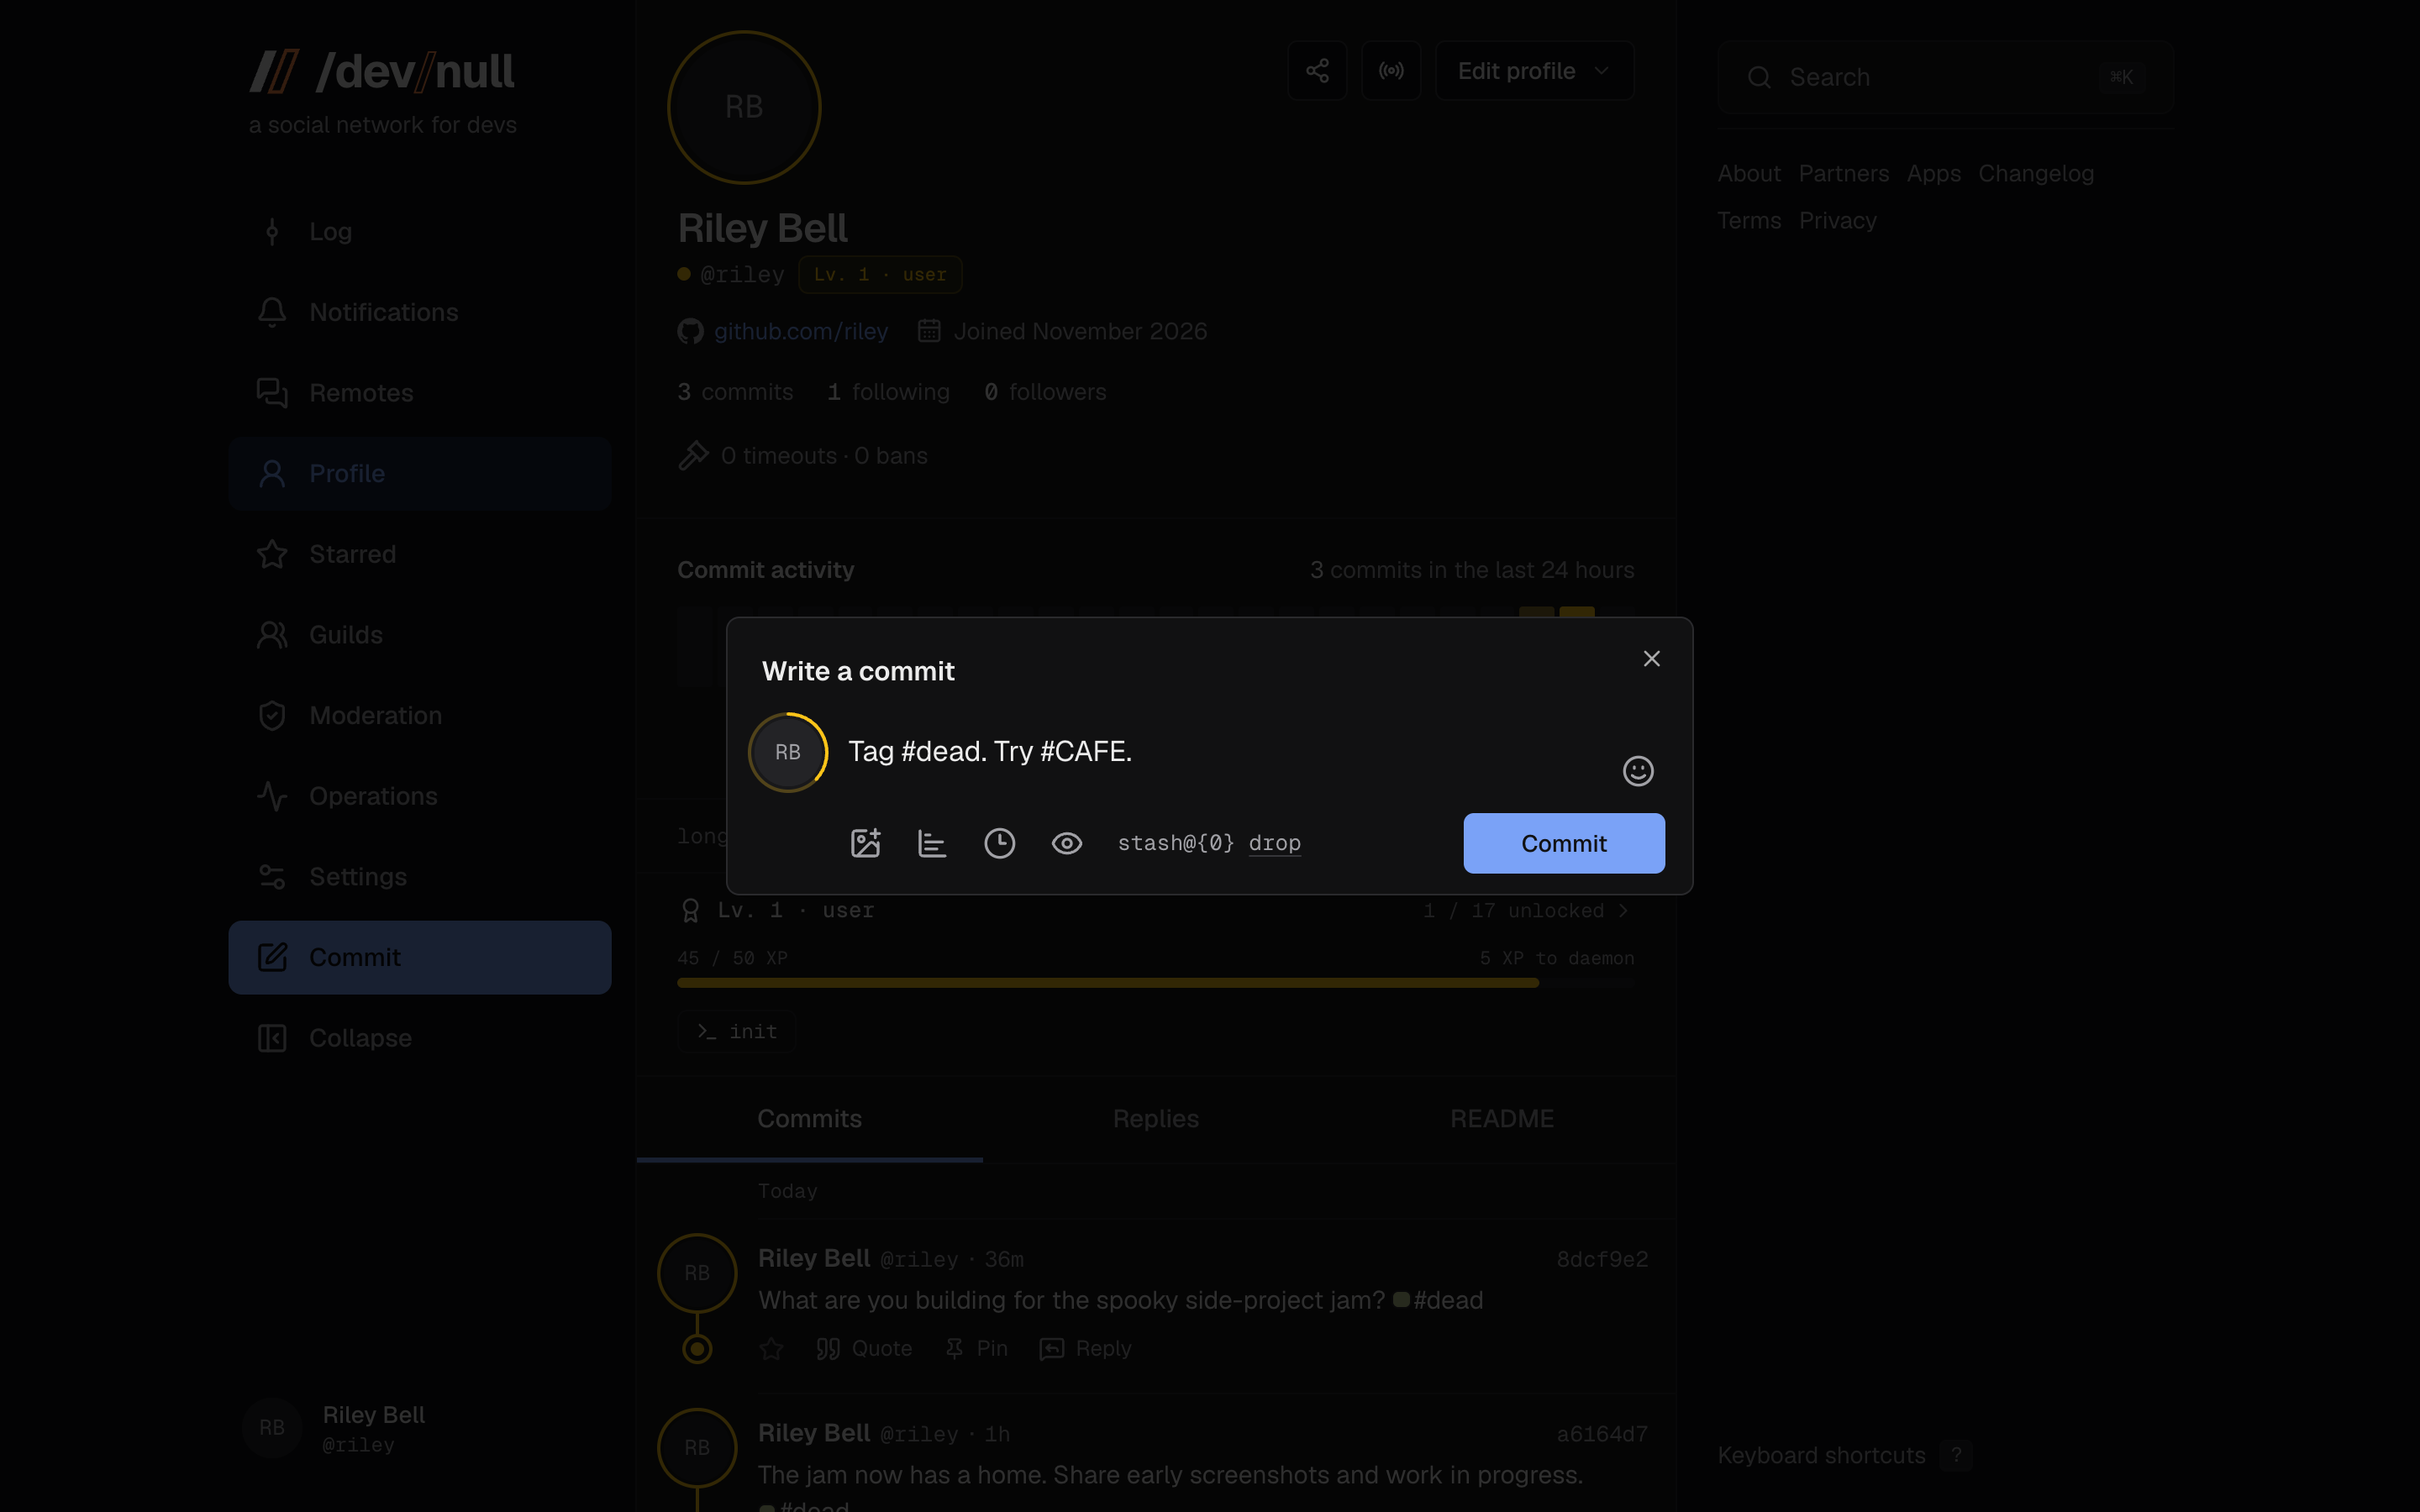 /dev/null
a social network for devs
Log
Notifications
Remotes
Profile
Starred
Guilds
Moderation
Operations
Settings
Commit
Collapse
RB
Riley Bell
@riley
RB
Edit profile
Riley Bell
@riley Lv. 1 · user
github.com/riley Joined November 2026
3 commits 1 following 0 followers
0 timeouts · 0 bans
Commit activity 3 commits in the last 24 hours
Write a commit
RB
Tag #dead. Try #CAFE.
stash@{0} drop
Commit
long
Lv. 1 · user 1 / 17 unlocked
45 / 50 XP 5 XP to daemon
init
Commits Replies README
Today
RB
Riley Bell @riley · 36m 8dcf9e2
What are you building for the spooky side-project jam? #dead
Quote Pin Reply
RB
Riley Bell @riley · 1h a6164d7
The jam now has a home. Share early screenshots and work in progress.
#dead
Search ⌘K
About Partners Apps Changelog
Terms Privacy
Keyboard shortcuts ?